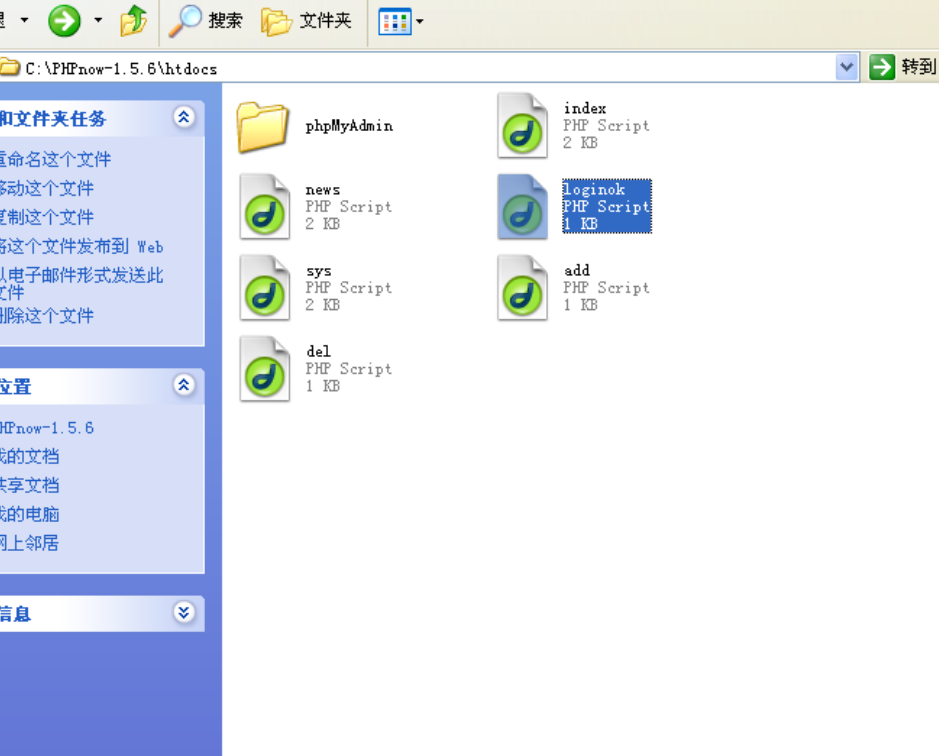 搜索
文件夹
C:\PHPnow-1.5.6\htdocs
转到
和文件夹任务
重命名这个文件
移动这个文件
复制这个文件
将这个文件发布到 Web
以电子邮件形式发送此
文件
删除这个文件
位置
PHPnow-1.5.6
我的文档
共享文档
我的电脑
网上邻居
信息
phpMyAdmin
index
PHP Script
2 KB
news
PHP Script
2 KB
loginok
PHP Script
1 KB
sys
PHP Script
2 KB
add
PHP Script
1 KB
del
PHP Script
1 KB